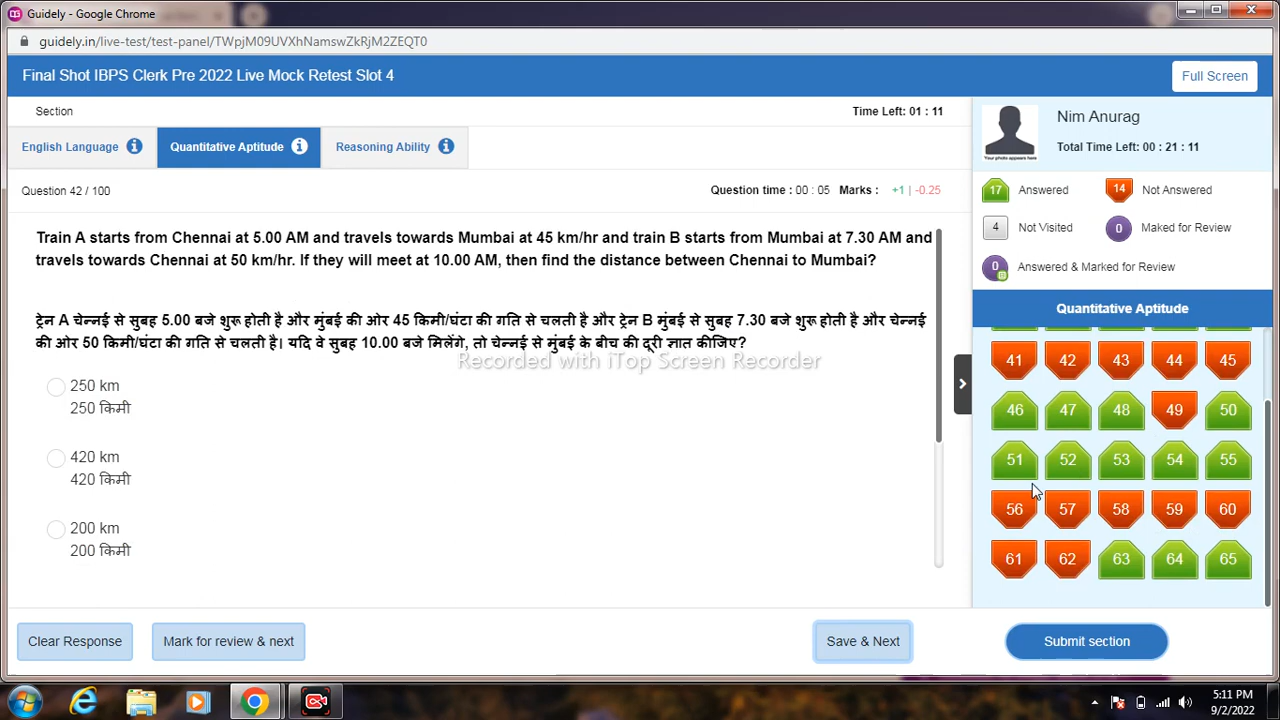 Guidely - Google Chrome
guidely.in/live-test/test-panel/TWpjM09UVXhNamswZkRjM2ZEQT0
Final Shot IBPS Clerk Pre 2022 Live Mock Retest Slot 4
Full Screen
Section
Time Left: 01 : 11
English Language
Quantitative Aptitude
Reasoning Ability
Question 42 / 100
Question time : 00 : 05 Marks : +1 | -0.25
Train A starts from Chennai at 5.00 AM and travels towards Mumbai at 45 km/hr and train B starts from Mumbai at 7.30 AM and
travels towards Chennai at 50 km/hr. If they will meet at 10.00 AM, then find the distance between Chennai to Mumbai?
ट्रेन A चेन्नई से सुबह 5.00 बजे शुरू होती है और मुंबई की ओर 45 किमी/घंटा की गति से चलती है और ट्रेन B मुंबई से सुबह 7.30 बजे शुरू होती है और चेन्नई
की ओर 50 किमी/घंटा की गति से चलती है। यदि वे सुबह 10.00 बजे मिलेंगे, तो चेन्नई से मुंबई के बीच की दूरी ज्ञात कीजिए?
Recorded with iTop Screen Recorder
250 km
250 किमी
420 km
420 किमी
200 km
200 किमी
Clear Response
Mark for review & next
Save & Next
Your photo appears here
Nim Anurag
Total Time Left: 00 : 21 : 11
17 Answered
14 Not Answered
4 Not Visited
0 Maked for Review
0 Answered & Marked for Review
Quantitative Aptitude
41 42 43 44 45
46 47 48 49 50
51 52 53 54 55
56 57 58 59 60
61 62 63 64 65
Submit section
5:11 PM
9/2/2022